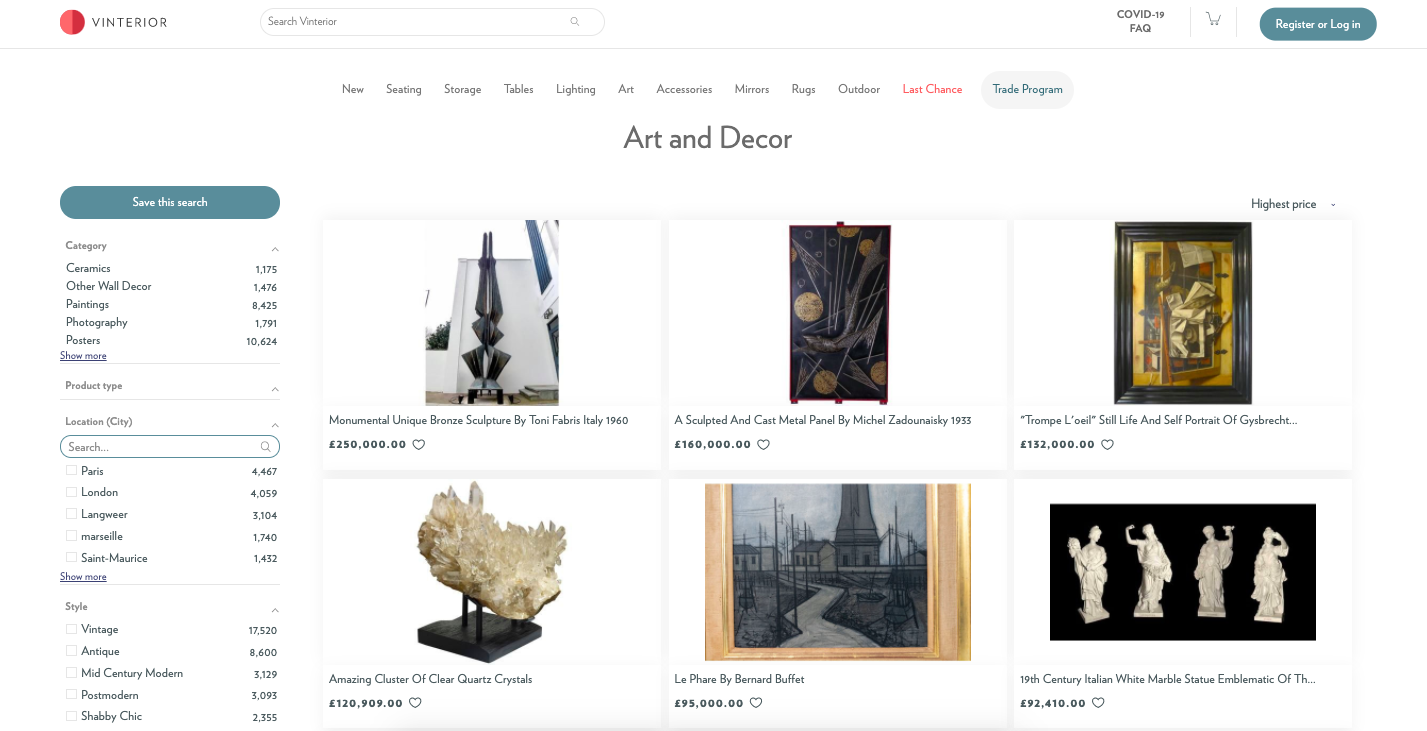 VINTERIOR
Search Vinterior
COVID-19
FAQ
Register or Log in
New Seating Storage Tables Lighting Art Accessories Mirrors Rugs Outdoor Last Chance Trade Program
Art and Decor
Save this search
Highest price
Category
Ceramics 1,175
Other Wall Decor 1,476
Paintings 8,425
Photography 1,791
Posters 10,624
Show more
Product type
Location (City)
Search...
Paris 4,467
London 4,059
Langweer 3,104
marseille 1,740
Saint-Maurice 1,432
Show more
Style
Vintage 17,520
Antique 8,600
Mid Century Modern 3,129
Postmodern 3,093
Shabby Chic 2,355
Monumental Unique Bronze Sculpture By Toni Fabris Italy 1960
£250,000.00
A Sculpted And Cast Metal Panel By Michel Zadounaisky 1933
£160,000.00
"Trompe L'oeil" Still Life And Self Portrait Of Gysbrecht...
£132,000.00
Amazing Cluster Of Clear Quartz Crystals
£120,909.00
Le Phare By Bernard Buffet
£95,000.00
19th Century Italian White Marble Statue Emblematic Of Th...
£92,410.00